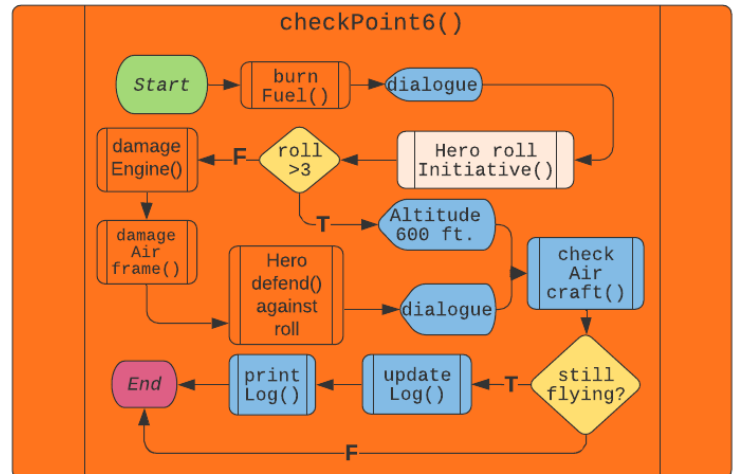 checkPoint6()
Start
burn
Fuel()
dialogue
Hero roll
Initiative()
roll
>3
F
damage
Engine()
T
Altitude
600 ft.
damage
Air
frame()
Hero
defend()
against
roll
dialogue
check
Air
craft()
still
flying?
T
update
Log()
print
Log()
End
F